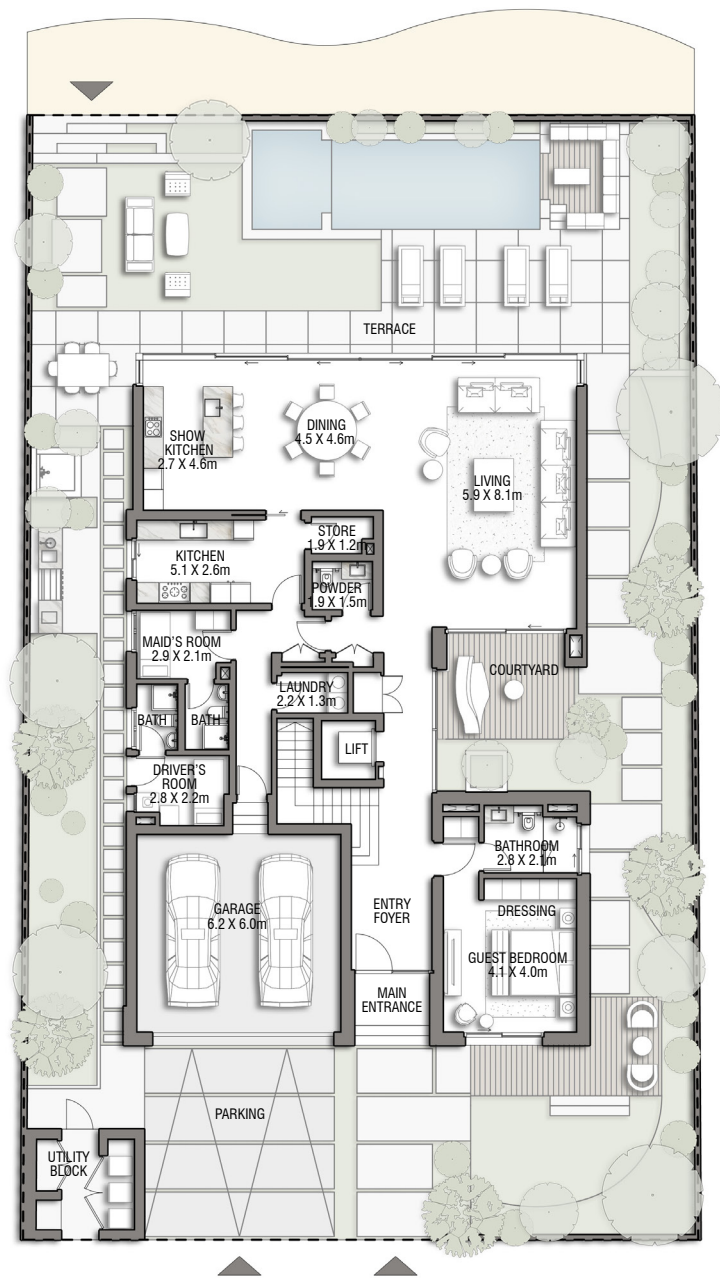 TERRACE
DINING
4.5 X 4.6m
SHOW
KITCHEN
2.7 X 4.6m
LIVING
5.9 X 8.1m
STORE
1.9 X 1.2m
KITCHEN
5.1 X 2.6m
POWDER
1.9 X 1.5m
MAID'S ROOM
2.9 X 2.1m
COURTYARD
LAUNDRY
2.2 X 1.3m
BATH
BATH
LIFT
DRIVER'S
ROOM
2.8 X 2.2m
BATHROOM
2.8 X 2.1m
GARAGE
6.2 X 6.0m
ENTRY
FOYER
DRESSING
GUEST BEDROOM
4.1 X 4.0m
MAIN
ENTRANCE
PARKING
UTILITY
BLOCK